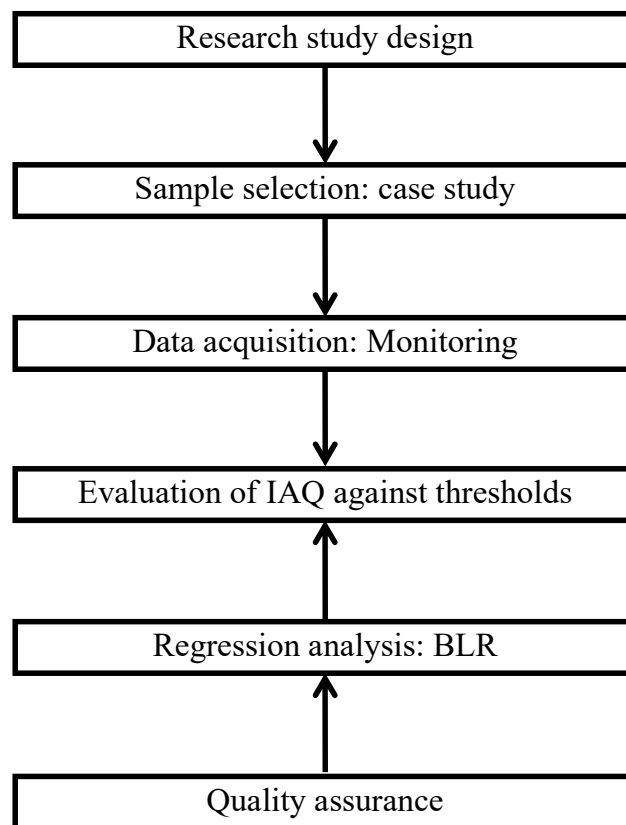 Research study design
Sample selection: case study
Data acquisition: Monitoring
Evaluation of IAQ against thresholds
Regression analysis: BLR
Quality assurance